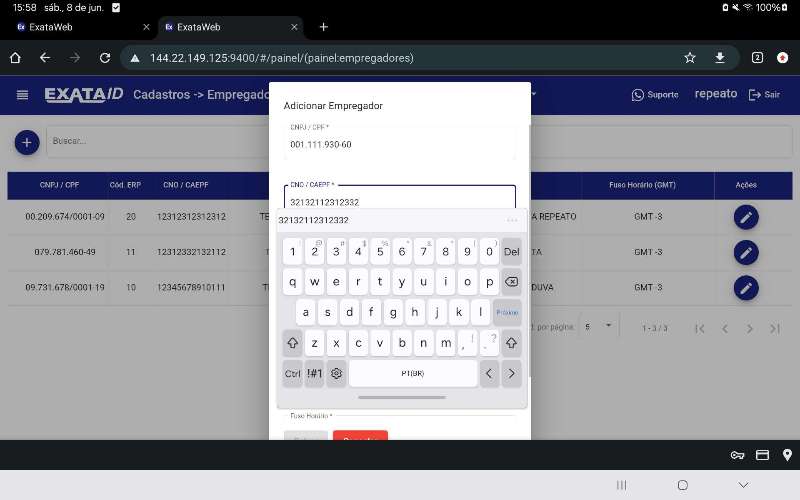 15:58 sáb., 8 de jun.
100%
Ex ExataWeb
Ex ExataWeb
144.22.149.125:9400/#/painel/(painel:empregadores)
2
EXATA ID
Cadastros -> Empregado
Suporte
repeato
Sair
Adicionar Empregador
CNPJ / CPF *
001.111.930-60
CNO / CAEPF *
32132112312332
Buscar...
CNPJ / CPF Cód. ERP CNO / CAEPF Fuso Horário (GMT) Ações
00.209.674/0001-09 20 12312312312312 TE A REPEATO GMT -3
079.781.460-49 11 12312332132112 T TA GMT -3
09.731.678/0001-19 10 12345678910111 TE DUVA GMT -3
por página: 5 1 - 3 / 3
32132112312332
1 2 3 4 5 6 7 8 9 0 Del
q w e r t y u i o p
a s d f g h j k l Próximo
z x c v b n m , ! . ?
Ctrl !#1 PT(BR)
Fuso Horário *